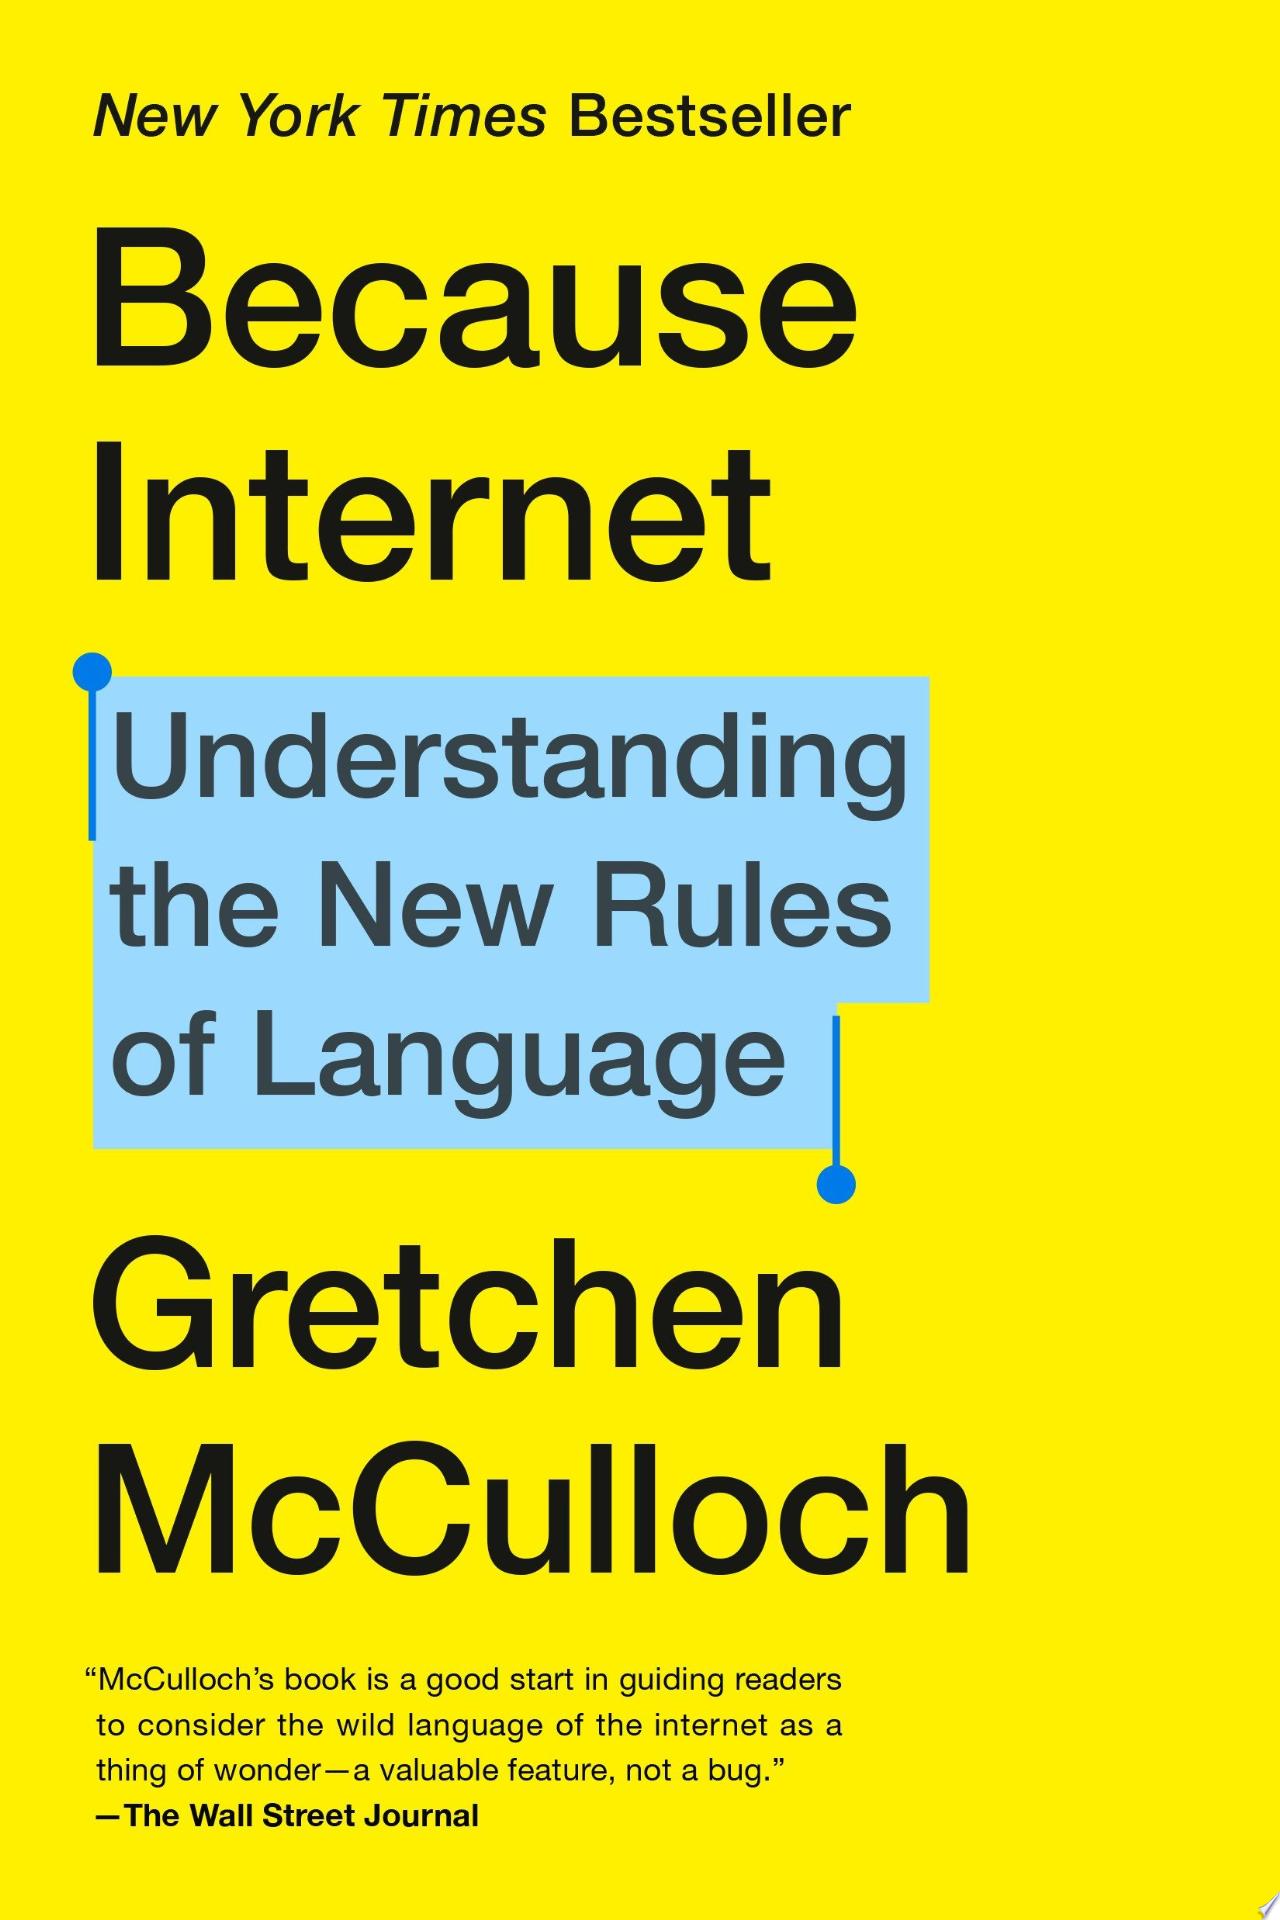 New York Times Bestseller
Because
Internet
Understanding
the New Rules
of Language
Gretchen
McCulloch
“McCulloch’s book is a good start in guiding readers
to consider the wild language of the internet as a
thing of wonder—a valuable feature, not a bug.”
—The Wall Street Journal